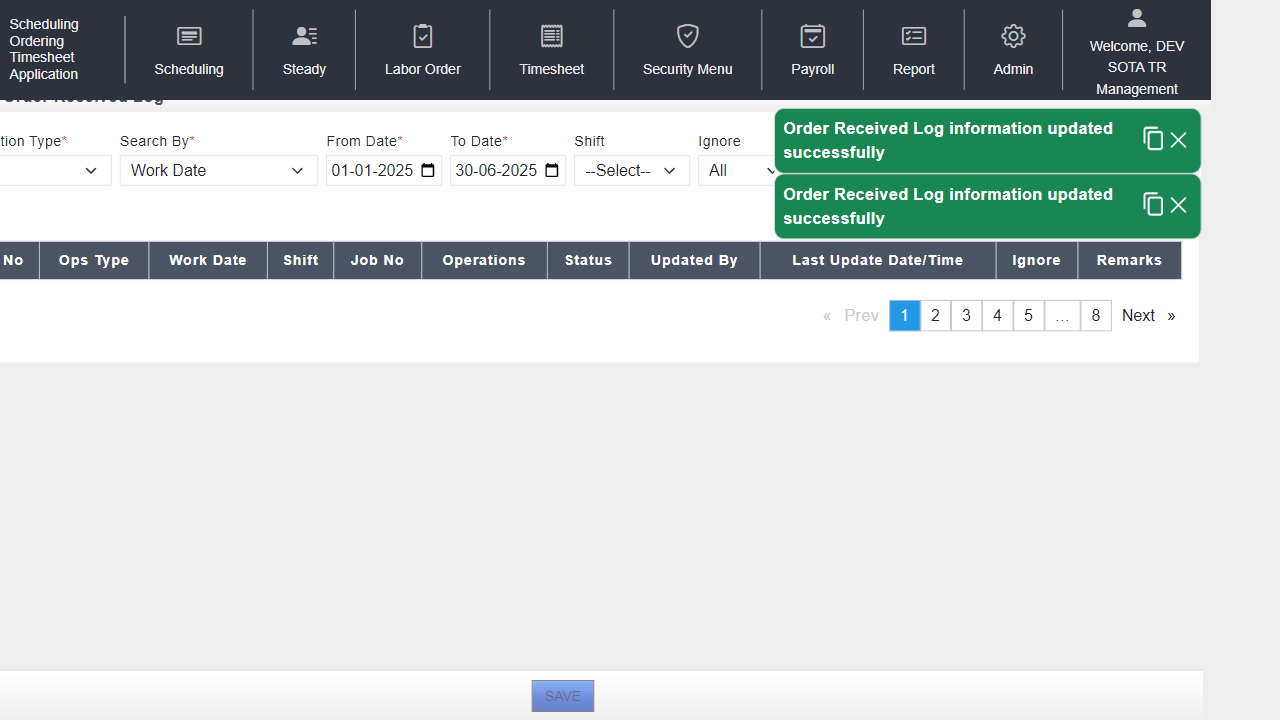 Scheduling
Ordering
Timesheet
Application
Scheduling
Steady
Labor Order
Timesheet
Security Menu
Payroll
Report
Admin
Welcome, DEV
SOTA TR
Management
Order Received Log
tion Type*
Search By*
From Date*
To Date*
Shift
Ignore
Work Date
01-01-2025
30-06-2025
--Select--
All
Order Received Log information updated
successfully
Order Received Log information updated
successfully
No Ops Type Work Date Shift Job No Operations Status Updated By Last Update Date/Time Ignore Remarks
« Prev 1 2 3 4 5 ... 8 Next »
SAVE